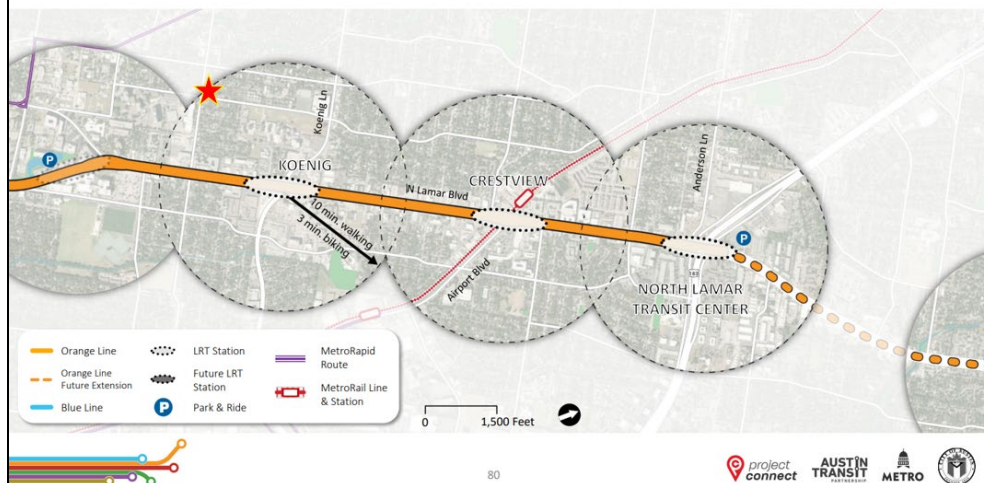 P
Koenig Ln
KOENIG
N Lamar Blvd
10 min. walking
3 min. biking
CRESTVIEW
Airport Blvd
Anderson Ln
P
183
NORTH LAMAR
TRANSIT CENTER
Orange Line
Orange Line
Future Extension
Blue Line
LRT Station
Future LRT
Station
P Park & Ride
MetroRapid
Route
MetroRail Line
& Station
0 1,500 Feet
80
project
connect
AUSTIN
TRANSIT
PARTNERSHIP
METRO